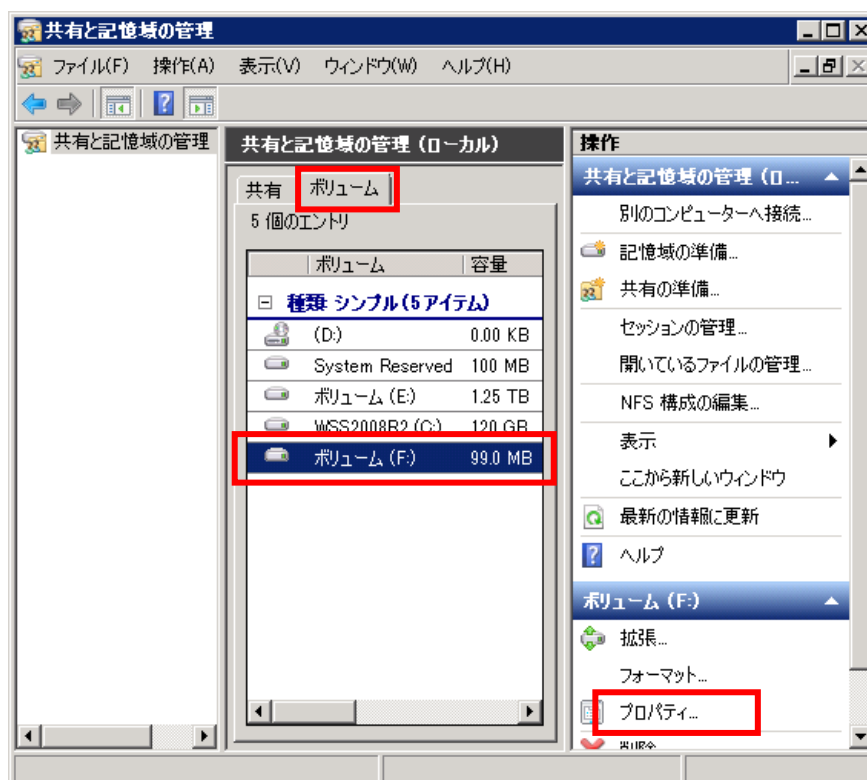 共有と記憶域の管理
ファイル(F) 操作(A) 表示(V) ウィンドウ(W) ヘルプ(H)
共有と記憶域の管理
共有と記憶域の管理 (ローカル)
共有 ボリューム
5 個のエントリ
ボリューム 容量
種類: シンプル (5 アイテム)
(D:) 0.00 KB
System Reserved 100 MB
ボリューム (E:) 1.25 TB
WSS2008R2 (C:) 120 GB
ボリューム (F:) 99.0 MB
操作
共有と記憶域の管理 (ロ...
別のコンピューターへ接続...
記憶域の準備...
共有の準備...
セッションの管理...
開いているファイルの管理...
NFS 構成の編集...
表示
ここから新しいウィンドウ
最新の情報に更新
ヘルプ
ボリューム (F:)
拡張...
フォーマット...
プロパティ...